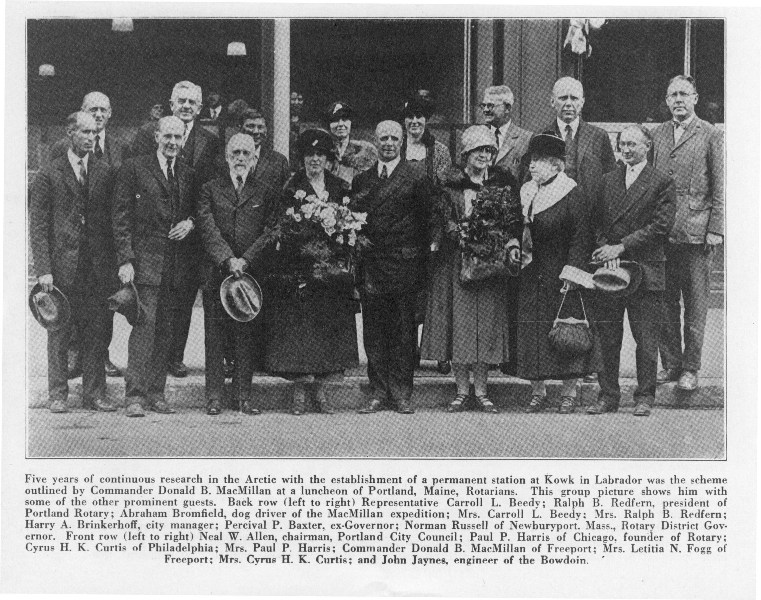 Five years of continuous research in the Arctic with the establishment of a permanent station at Kowk in Labrador was the scheme
outlined by Commander Donald B. MacMillan at a luncheon of Portland, Maine, Rotarians. This group picture shows him with
some of the other prominent guests. Back row (left to right) Representative Carroll L. Beedy; Ralph B. Redfern, president of
Portland Rotary; Abraham Bromfield, dog driver of the MacMillan expedition; Mrs. Carroll L. Beedy; Mrs. Ralph B. Redfern;
Harry A. Brinkerhoff, city manager; Percival P. Baxter, ex-Governor; Norman Russell of Newburyport. Mass., Rotary District Gov-
ernor. Front row (left to right) Neal W. Allen, chairman, Portland City Council; Paul P. Harris of Chicago, founder of Rotary;
Cyrus H. K. Curtis of Philadelphia; Mrs. Paul P. Harris; Commander Donald B. MacMillan of Freeport; Mrs. Letitia N. Fogg of
Freeport; Mrs. Cyrus H. K. Curtis; and John Jaynes, engineer of the Bowdoin.